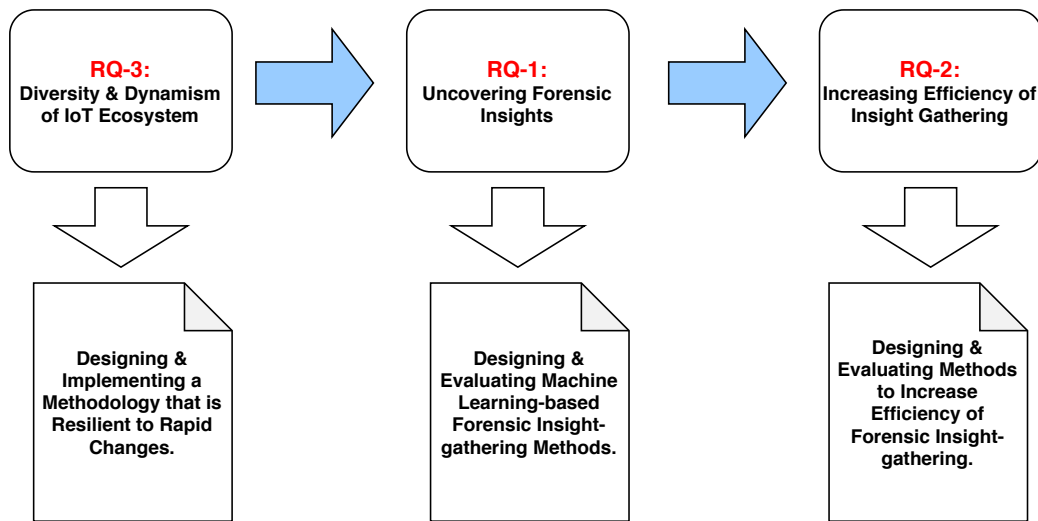 RQ-3:
Diversity & Dynamism
of IoT Ecosystem
RQ-1:
Uncovering Forensic
Insights
RQ-2:
Increasing Efficiency of
Insight Gathering
Designing &
Implementing a
Methodology that is
Resilient to Rapid
Changes.
Designing &
Evaluating Machine
Learning-based
Forensic Insight-
gathering Methods.
Designing &
Evaluating Methods
to Increase
Efficiency of
Forensic Insight-
gathering.